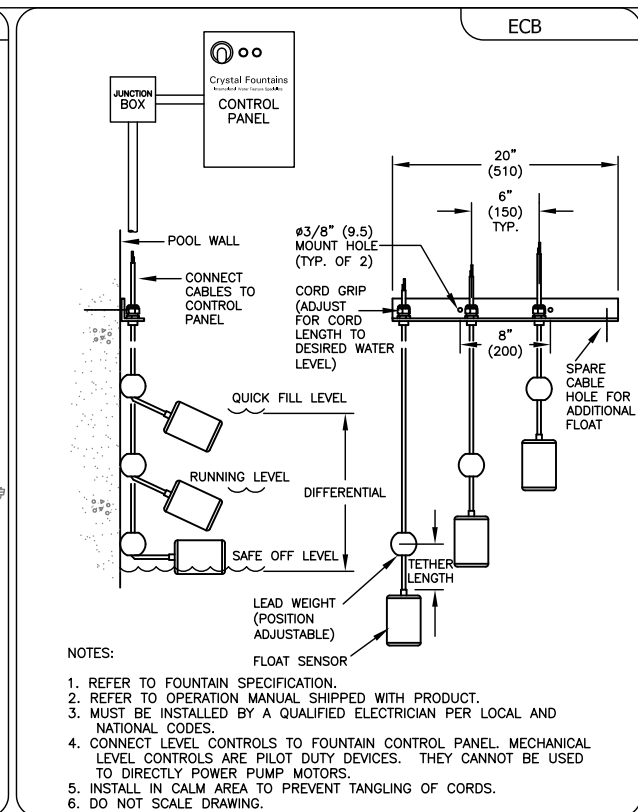 ECB
Crystal Fountains
International Water Feature Specialists
CONTROL
PANEL
JUNCTION
BOX
20"
(510)
6"
(150)
TYP.
POOL WALL
ø3/8" (9.5)
MOUNT HOLE
(TYP. OF 2)
CONNECT
CABLES TO
CONTROL
PANEL
CORD GRIP
(ADJUST
FOR CORD
LENGTH TO
DESIRED WATER
LEVEL)
8"
(200)
SPARE
CABLE
HOLE FOR
ADDITIONAL
FLOAT
QUICK FILL LEVEL
RUNNING LEVEL
DIFFERENTIAL
SAFE OFF LEVEL
TETHER
LENGTH
LEAD WEIGHT
(POSITION
ADJUSTABLE)
FLOAT SENSOR
NOTES:
1. REFER TO FOUNTAIN SPECIFICATION.
2. REFER TO OPERATION MANUAL SHIPPED WITH PRODUCT.
3. MUST BE INSTALLED BY A QUALIFIED ELECTRICIAN PER LOCAL AND
NATIONAL CODES.
4. CONNECT LEVEL CONTROLS TO FOUNTAIN CONTROL PANEL. MECHANICAL
LEVEL CONTROLS ARE PILOT DUTY DEVICES. THEY CANNOT BE USED
TO DIRECTLY POWER PUMP MOTORS.
5. INSTALL IN CALM AREA TO PREVENT TANGLING OF CORDS.
6. DO NOT SCALE DRAWING.